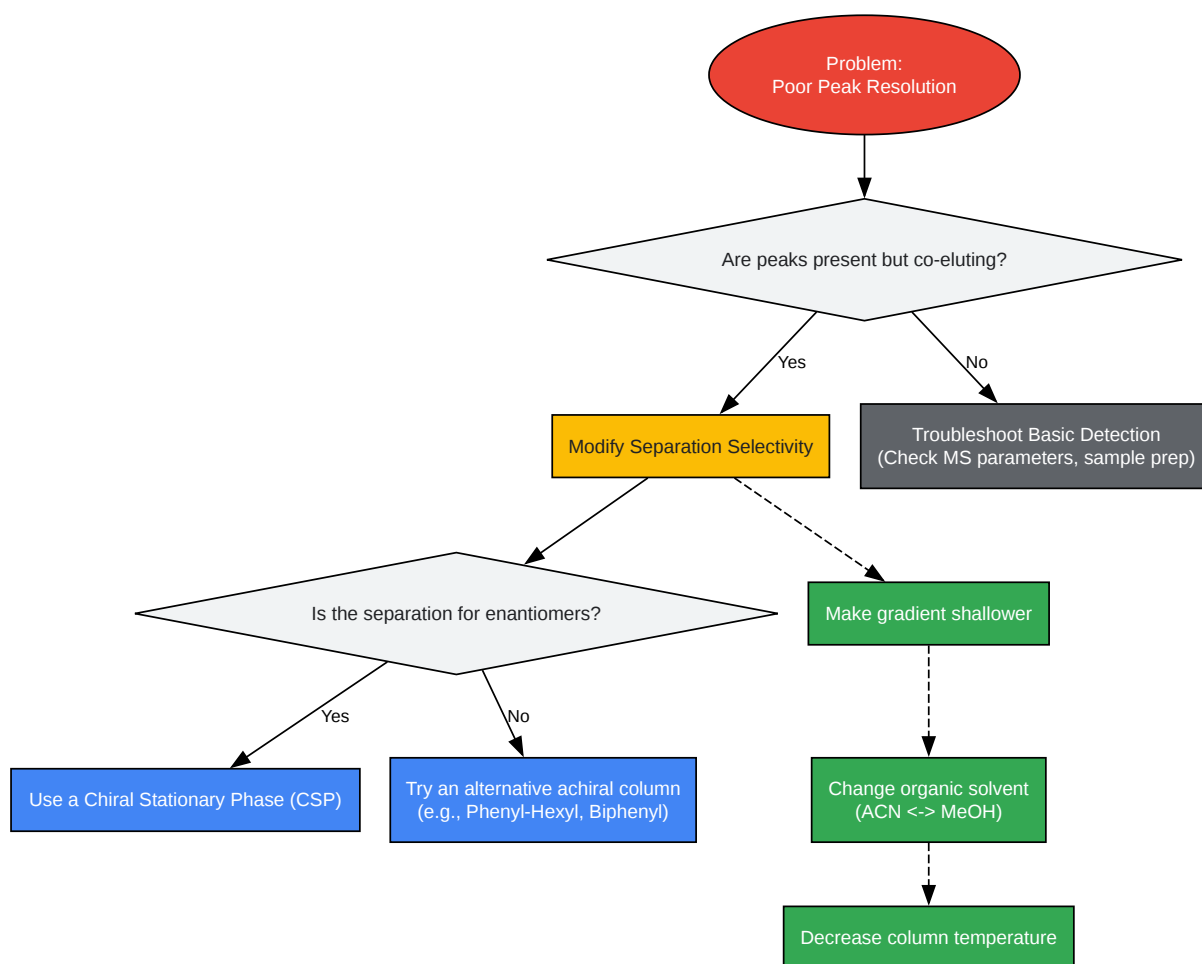 Problem:
Poor Peak Resolution
Are peaks present but co-eluting?
Yes
No
Modify Separation Selectivity
Troubleshoot Basic Detection
(Check MS parameters, sample prep)
Is the separation for enantiomers?
Make gradient shallower
Yes
No
Use a Chiral Stationary Phase (CSP)
Try an alternative achiral column
(e.g., Phenyl-Hexyl, Biphenyl)
Change organic solvent
(ACN <-> MeOH)
Decrease column temperature